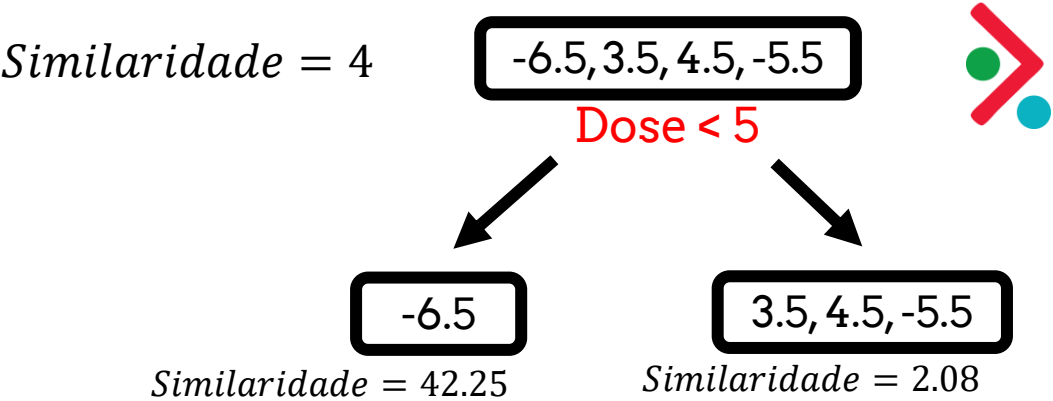 Similaridade = 4
-6.5, 3.5, 4.5, -5.5
Dose < 5
-6.5
3.5, 4.5, -5.5
Similaridade = 42.25
Similaridade = 2.08